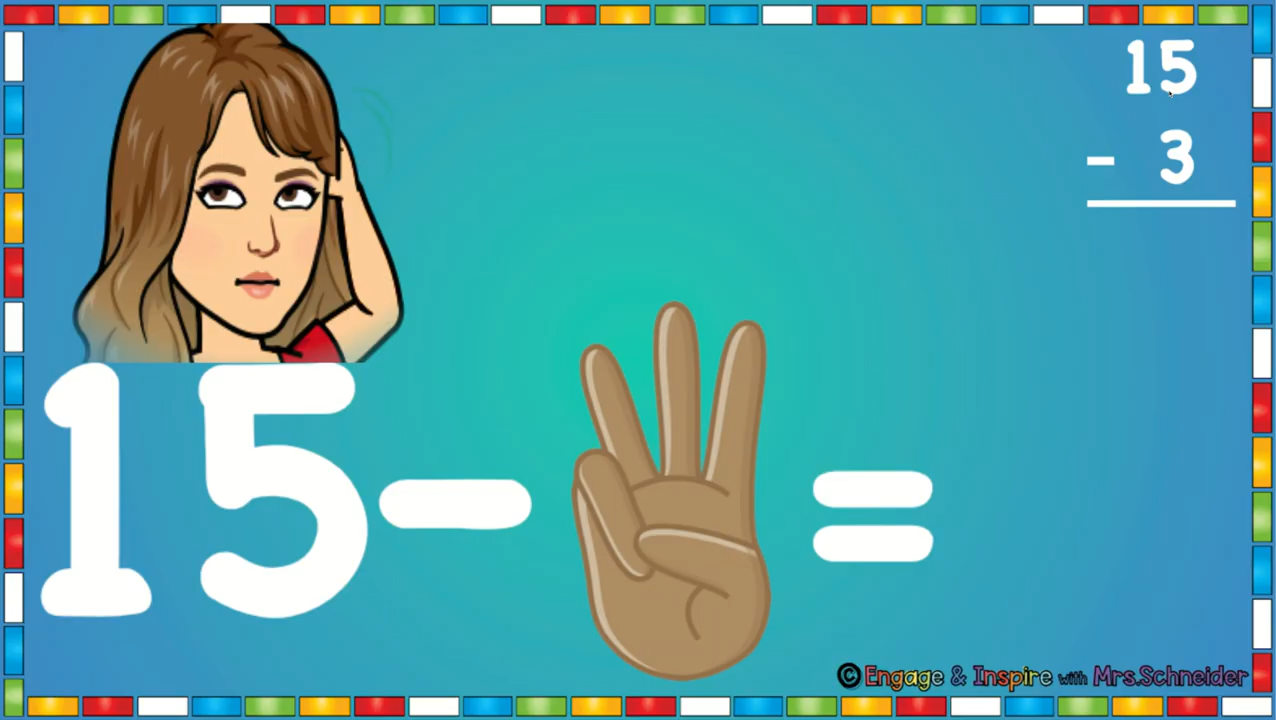 15
- 3
15 - =
© Engage & Inspire with Mrs.Schneider